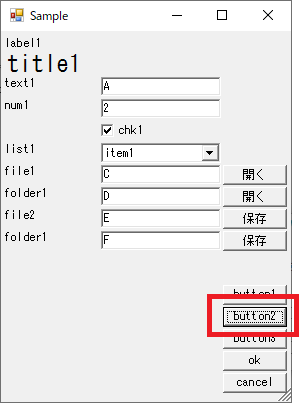 Sample
label1
title1
text1 A
num1 2
chk1
list1 item1
file1 C 開く
folder1 D 開く
file2 E 保存
folder1 F 保存
button1
button2
button3
ok
cancel